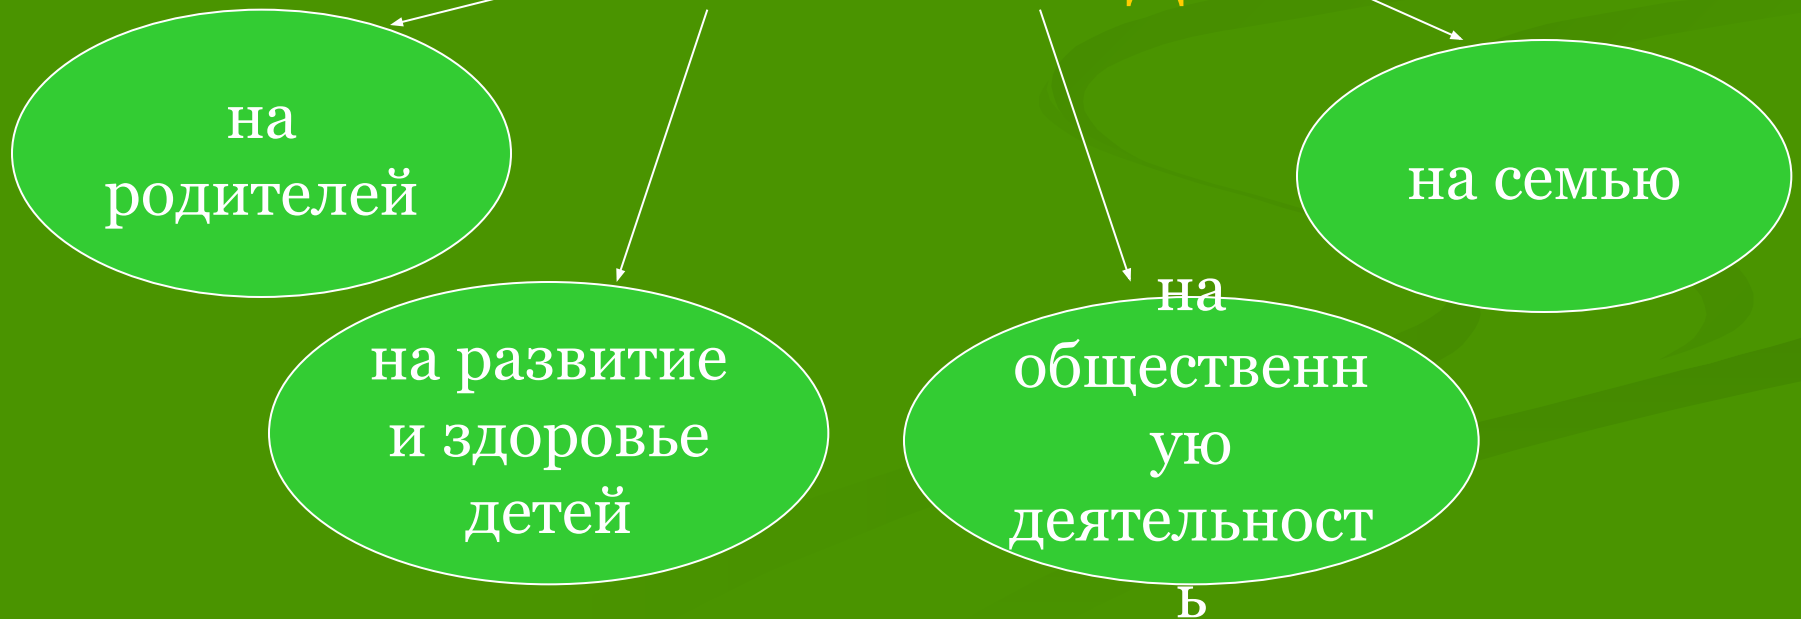 на
родителей
на семью
на развитие
и здоровье
детей
на
общественн
ую
деятельност
ь